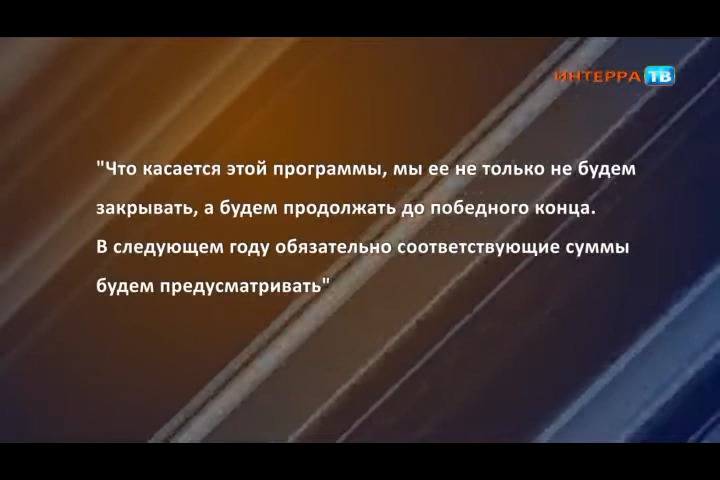 ИНТЕРРА ТВ
"Что касается этой программы, мы ее не только не будем
закрывать, а будем продолжать до победного конца.
В следующем году обязательно соответствующие суммы
будем предусматривать"